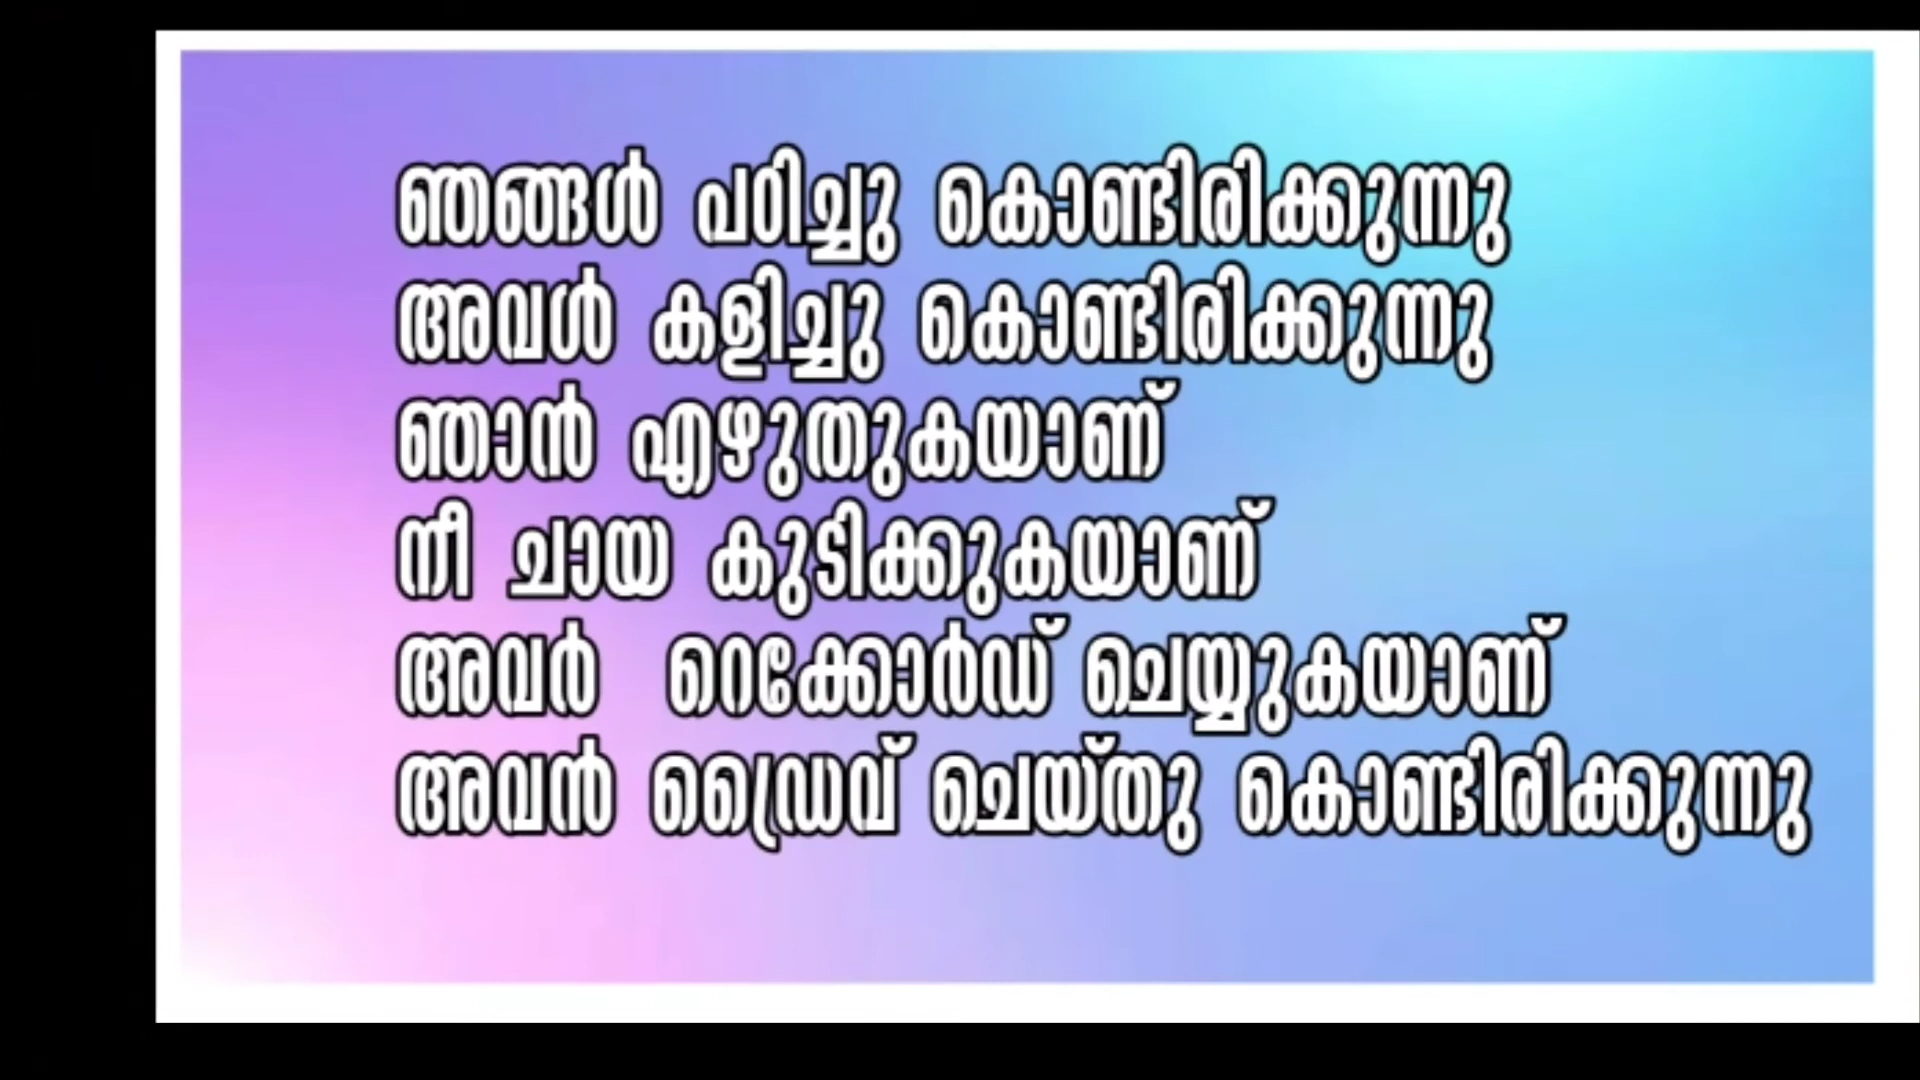 ഞങ്ങൾ പഠിച്ചു കൊണ്ടിരിക്കുന്നു
അവൾ കളിച്ചു കൊണ്ടിരിക്കുന്നു
ഞാൻ എഴുതുകയാണ്
നീ ചായ കുടിക്കുകയാണ്
അവർ റെക്കോർഡ് ചെയ്യുകയാണ്
അവൻ ഡ്രൈവ് ചെയ്തു കൊണ്ടിരിക്കുന്നു